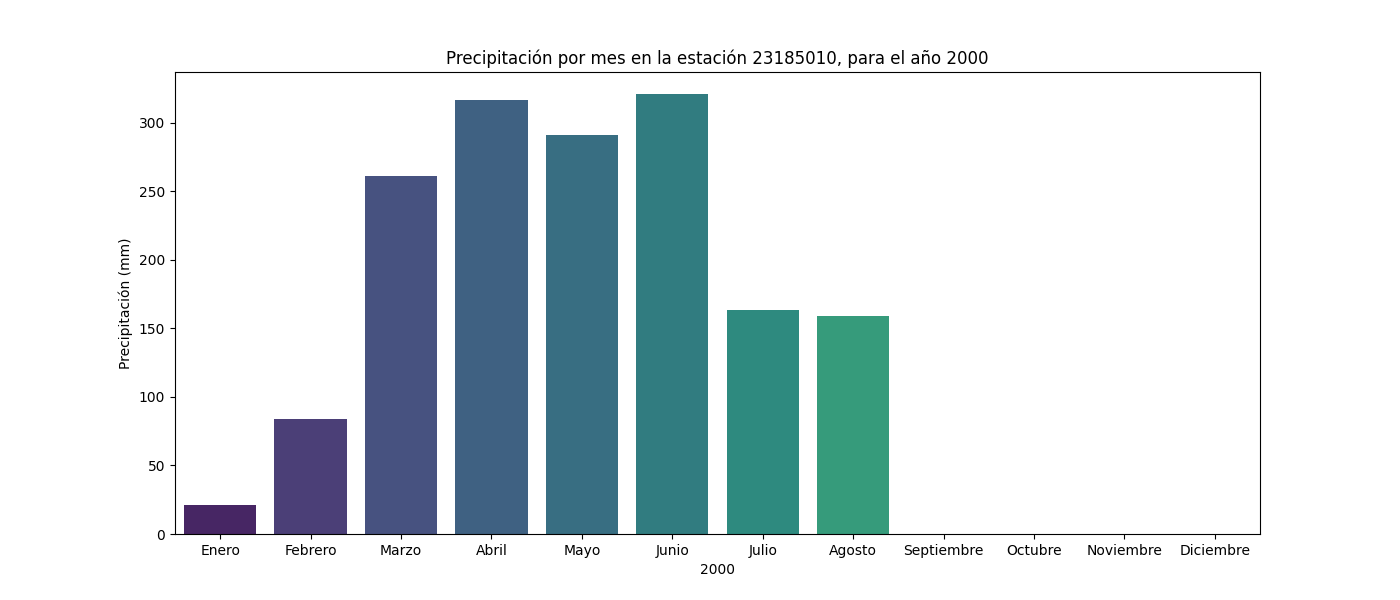 Precipitación por mes en la estación 23185010, para el año 2000
Precipitación (mm)
300
250
200
150
100
50
0
Enero Febrero Marzo Abril Mayo Junio Julio Agosto Septiembre Octubre Noviembre Diciembre
2000